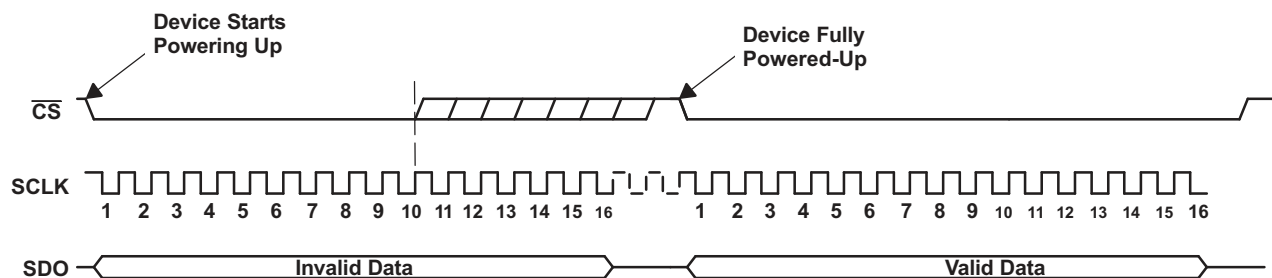 Device Starts
Powering Up
Device Fully
Powered-Up
CS
SCLK
1 2 3 4 5 6 7 8 9 10 11 12 13 14 15 16 1 2 3 4 5 6 7 8 9 10 11 12 13 14 15 16
SDO Invalid Data Valid Data